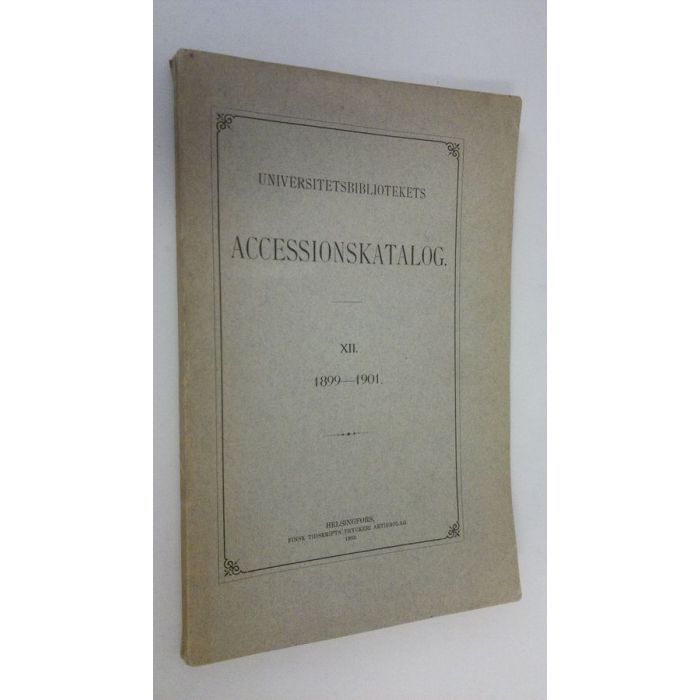 UNIVERSITETSBIBLIOTEKETS
ACCESSIONSKATALOG.
XII.
1899—1901.
HELSINGFORS,
FINSK TIDSKRIFTS TRYCKERI AKTIEBOLAG